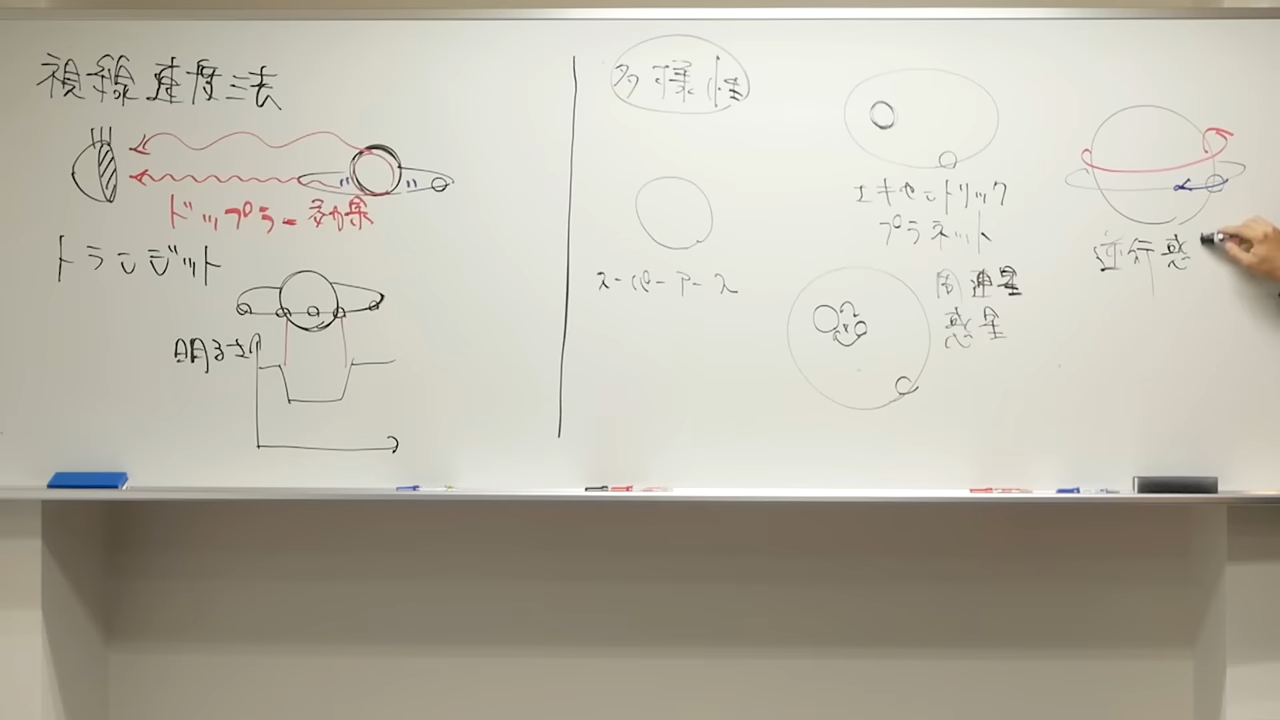 視線速度法
ドップラー効果
トランジット
明るさ
多様性
スーパーアース
エキセントリック
プラネット
周連星
惑星
逆行惑